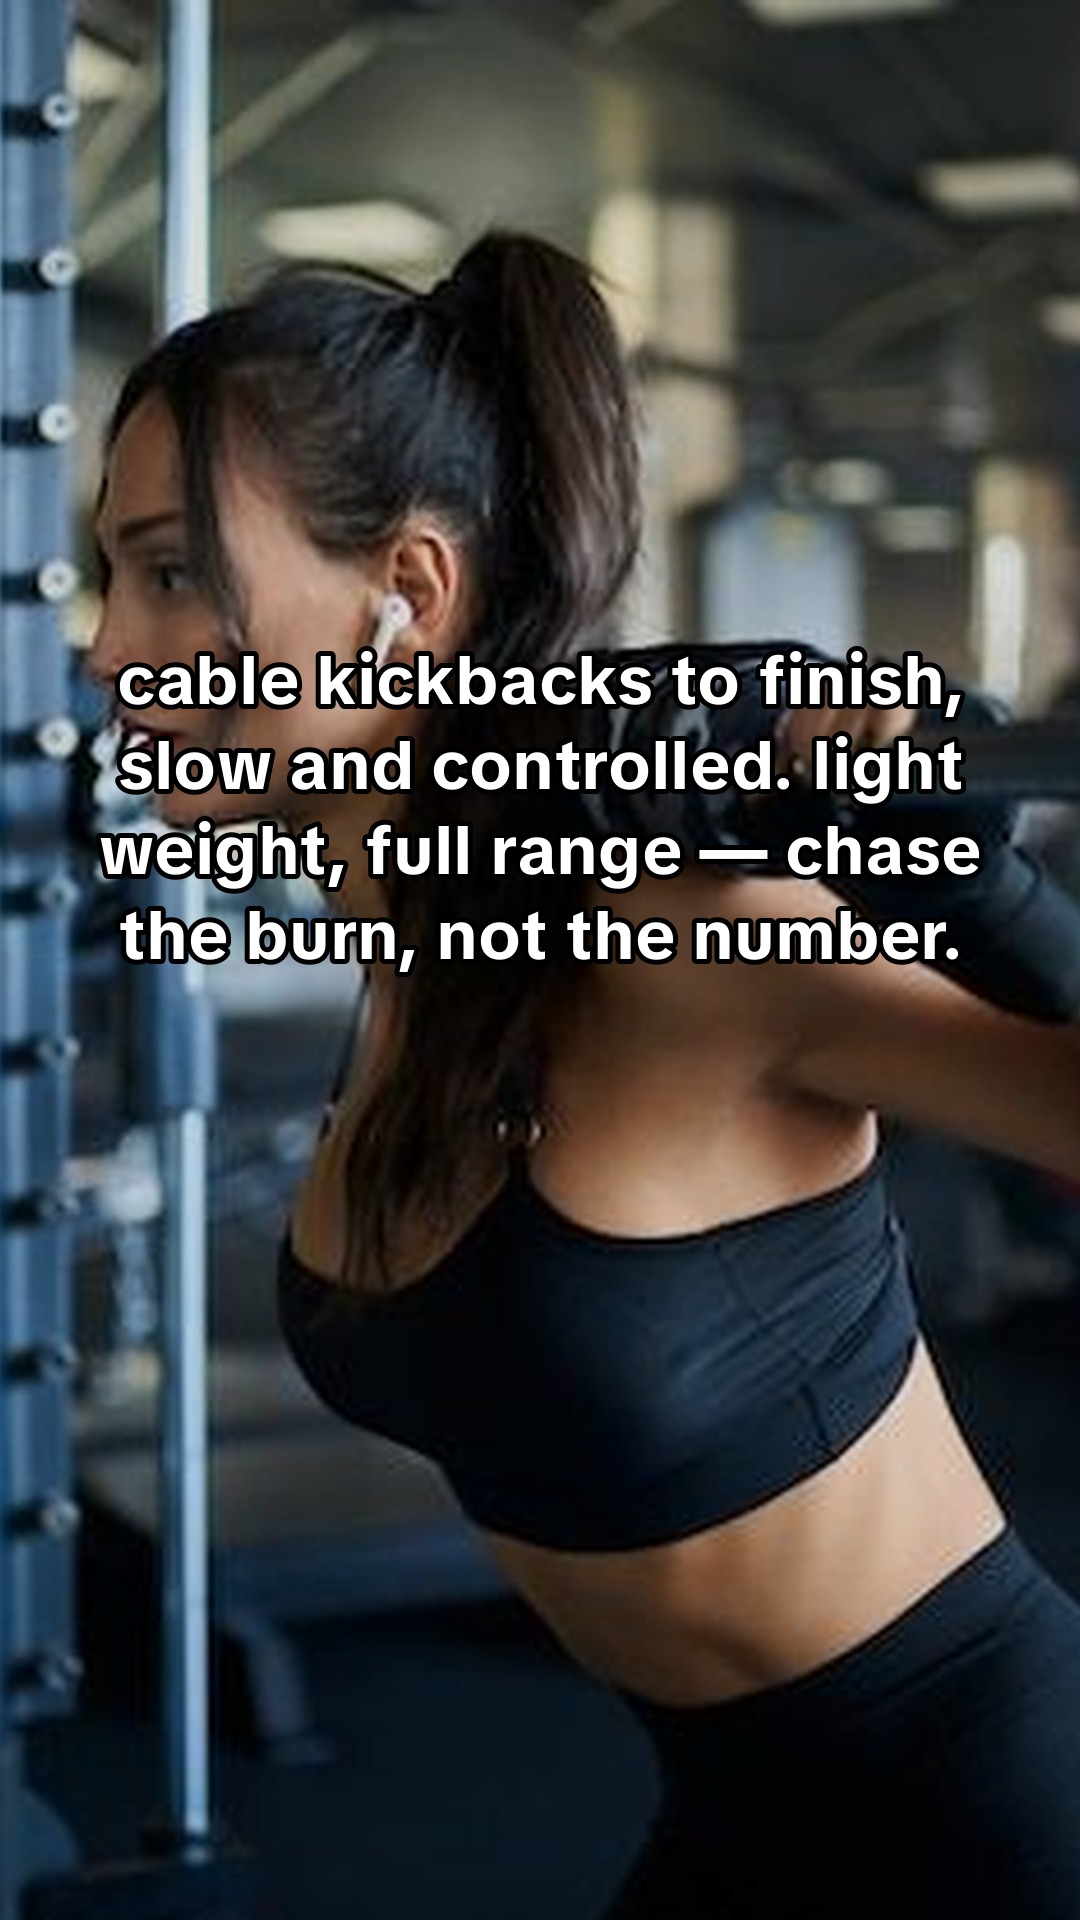 cable kickbacks to finish,
slow and controlled. light
weight, full range — chase
the burn, not the number.